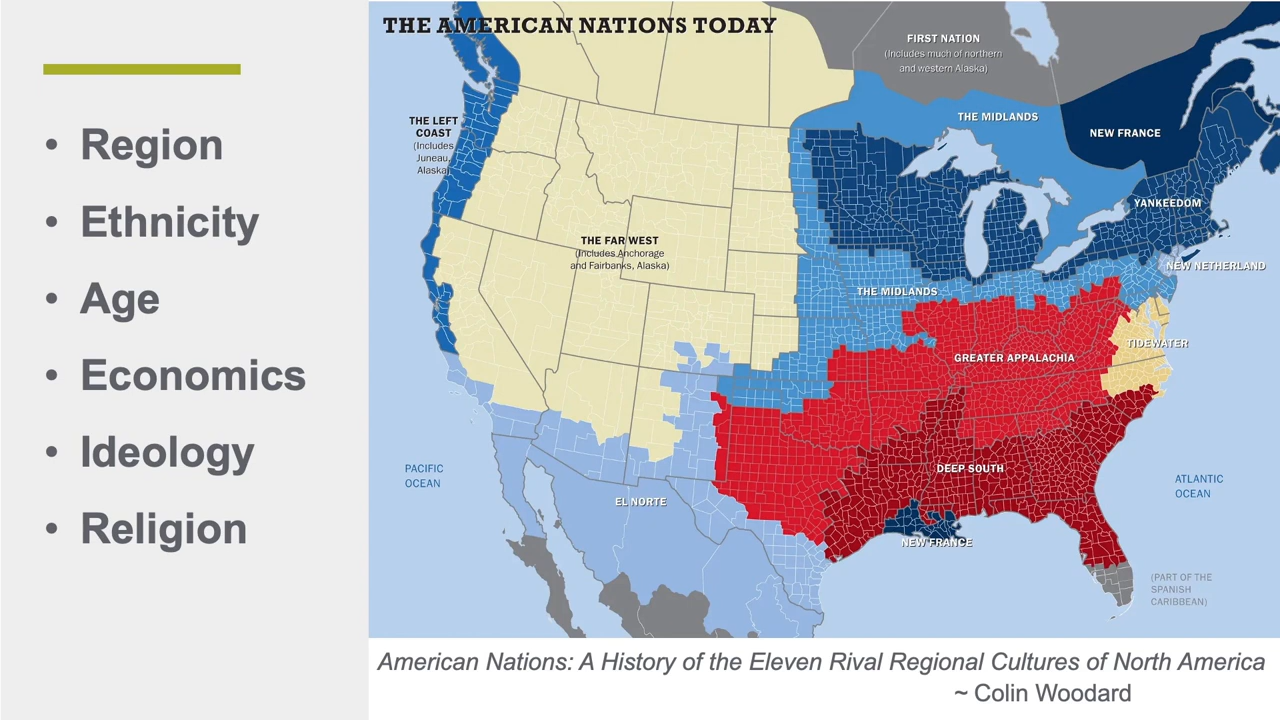 THE AMERICAN NATIONS TODAY
• Region
• Ethnicity
• Age
• Economics
• Ideology
• Religion
FIRST NATION
(Includes much of northern
and western Alaska)
THE MIDLANDS
NEW FRANCE
THE LEFT
COAST
(Includes
Juneau,
Alaska)
YANKEEDOM
THE FAR WEST
(Includes Anchorage
and Fairbanks, Alaska)
NEW NETHERLAND
THE MIDLANDS
TIDEWATER
GREATER APPALACHIA
PACIFIC
OCEAN
DEEP SOUTH
ATLANTIC
OCEAN
EL NORTE
NEW FRANCE
(PART OF THE
SPANISH
CARIBBEAN)
American Nations: A History of the Eleven Rival Regional Cultures of North America
~ Colin Woodard